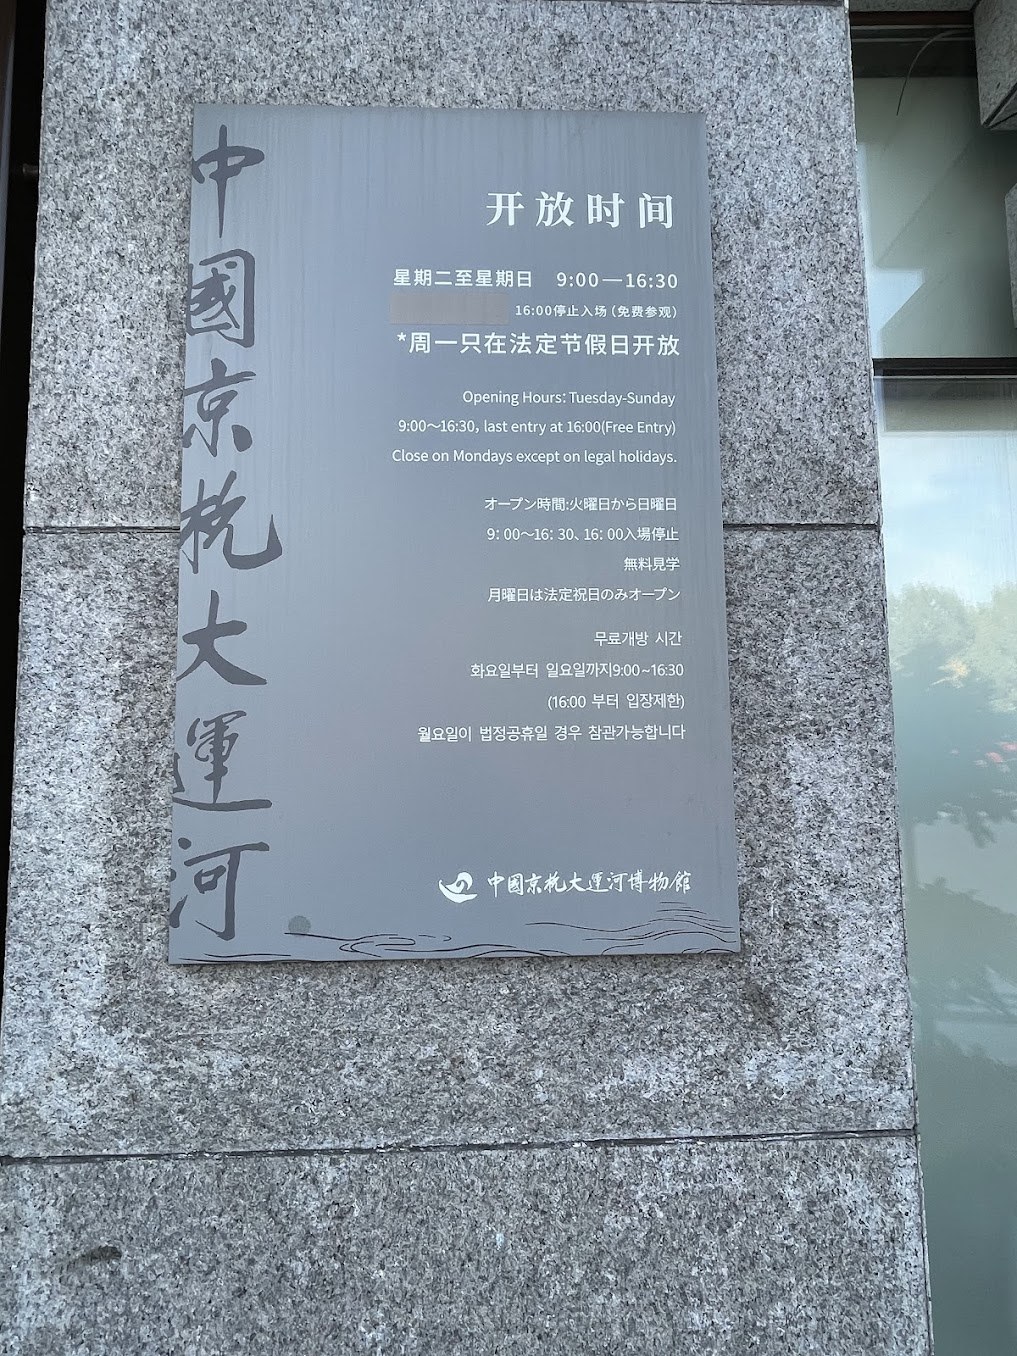 中國京杭大運河
开放时间
星期二至星期日 9:00—16:30
16:00停止入场（免费参观）
*周一只在法定节假日开放
Opening Hours: Tuesday-Sunday
9:00～16:30, last entry at 16:00(Free Entry)
Close on Mondays except on legal holidays.
オープン時間:火曜日から日曜日
9：00～16：30、16：00入場停止
無料見学
月曜日は法定祝日のみオープン
무료개방 시간
화요일부터 일요일까지9:00~16:30
(16:00 부터 입장제한)
월요일이 법정공휴일 경우 참관가능합니다
中國京杭大運河博物館